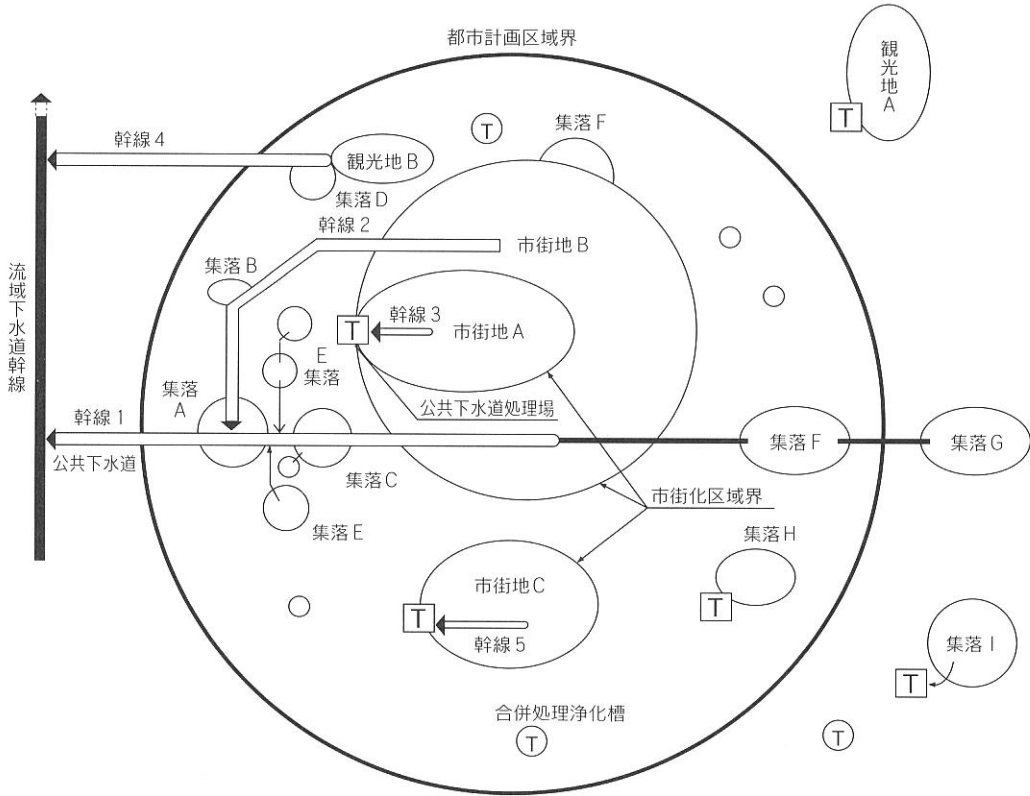 都市計画区域界
観光地A
T
幹線4
T
集落F
観光地B
集落D
幹線2
市街地B
集落B
流域下水道幹線
T
幹線3
市街地A
E
集落
集落
A
公共下水道処理場
幹線1
公共下水道
集落F
集落G
集落C
市街化区域界
集落E
集落H
市街地C
T
T
幹線5
集落I
T
合併処理浄化槽
T
T